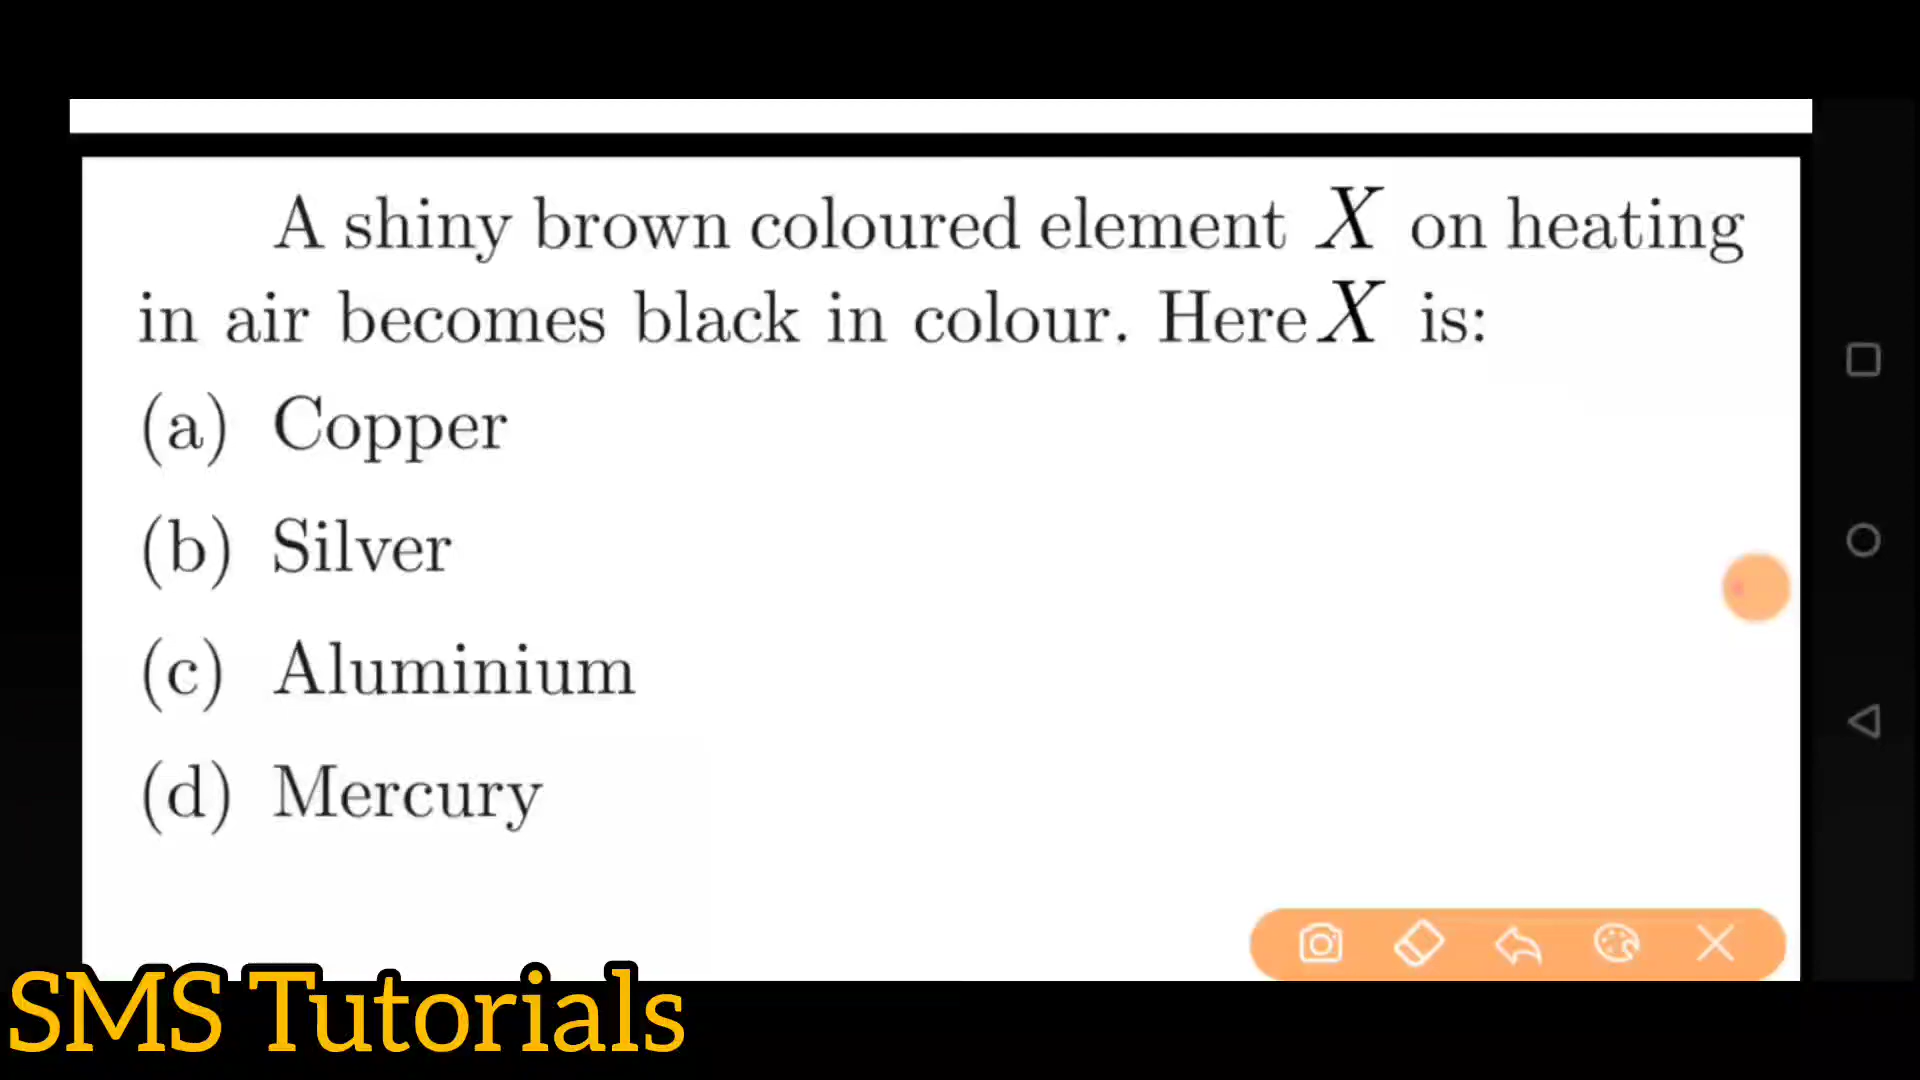 A shiny brown coloured element X on heating
in air becomes black in colour. Here X is:
(a) Copper
(b) Silver
(c) Aluminium
(d) Mercury
SMS Tutorials